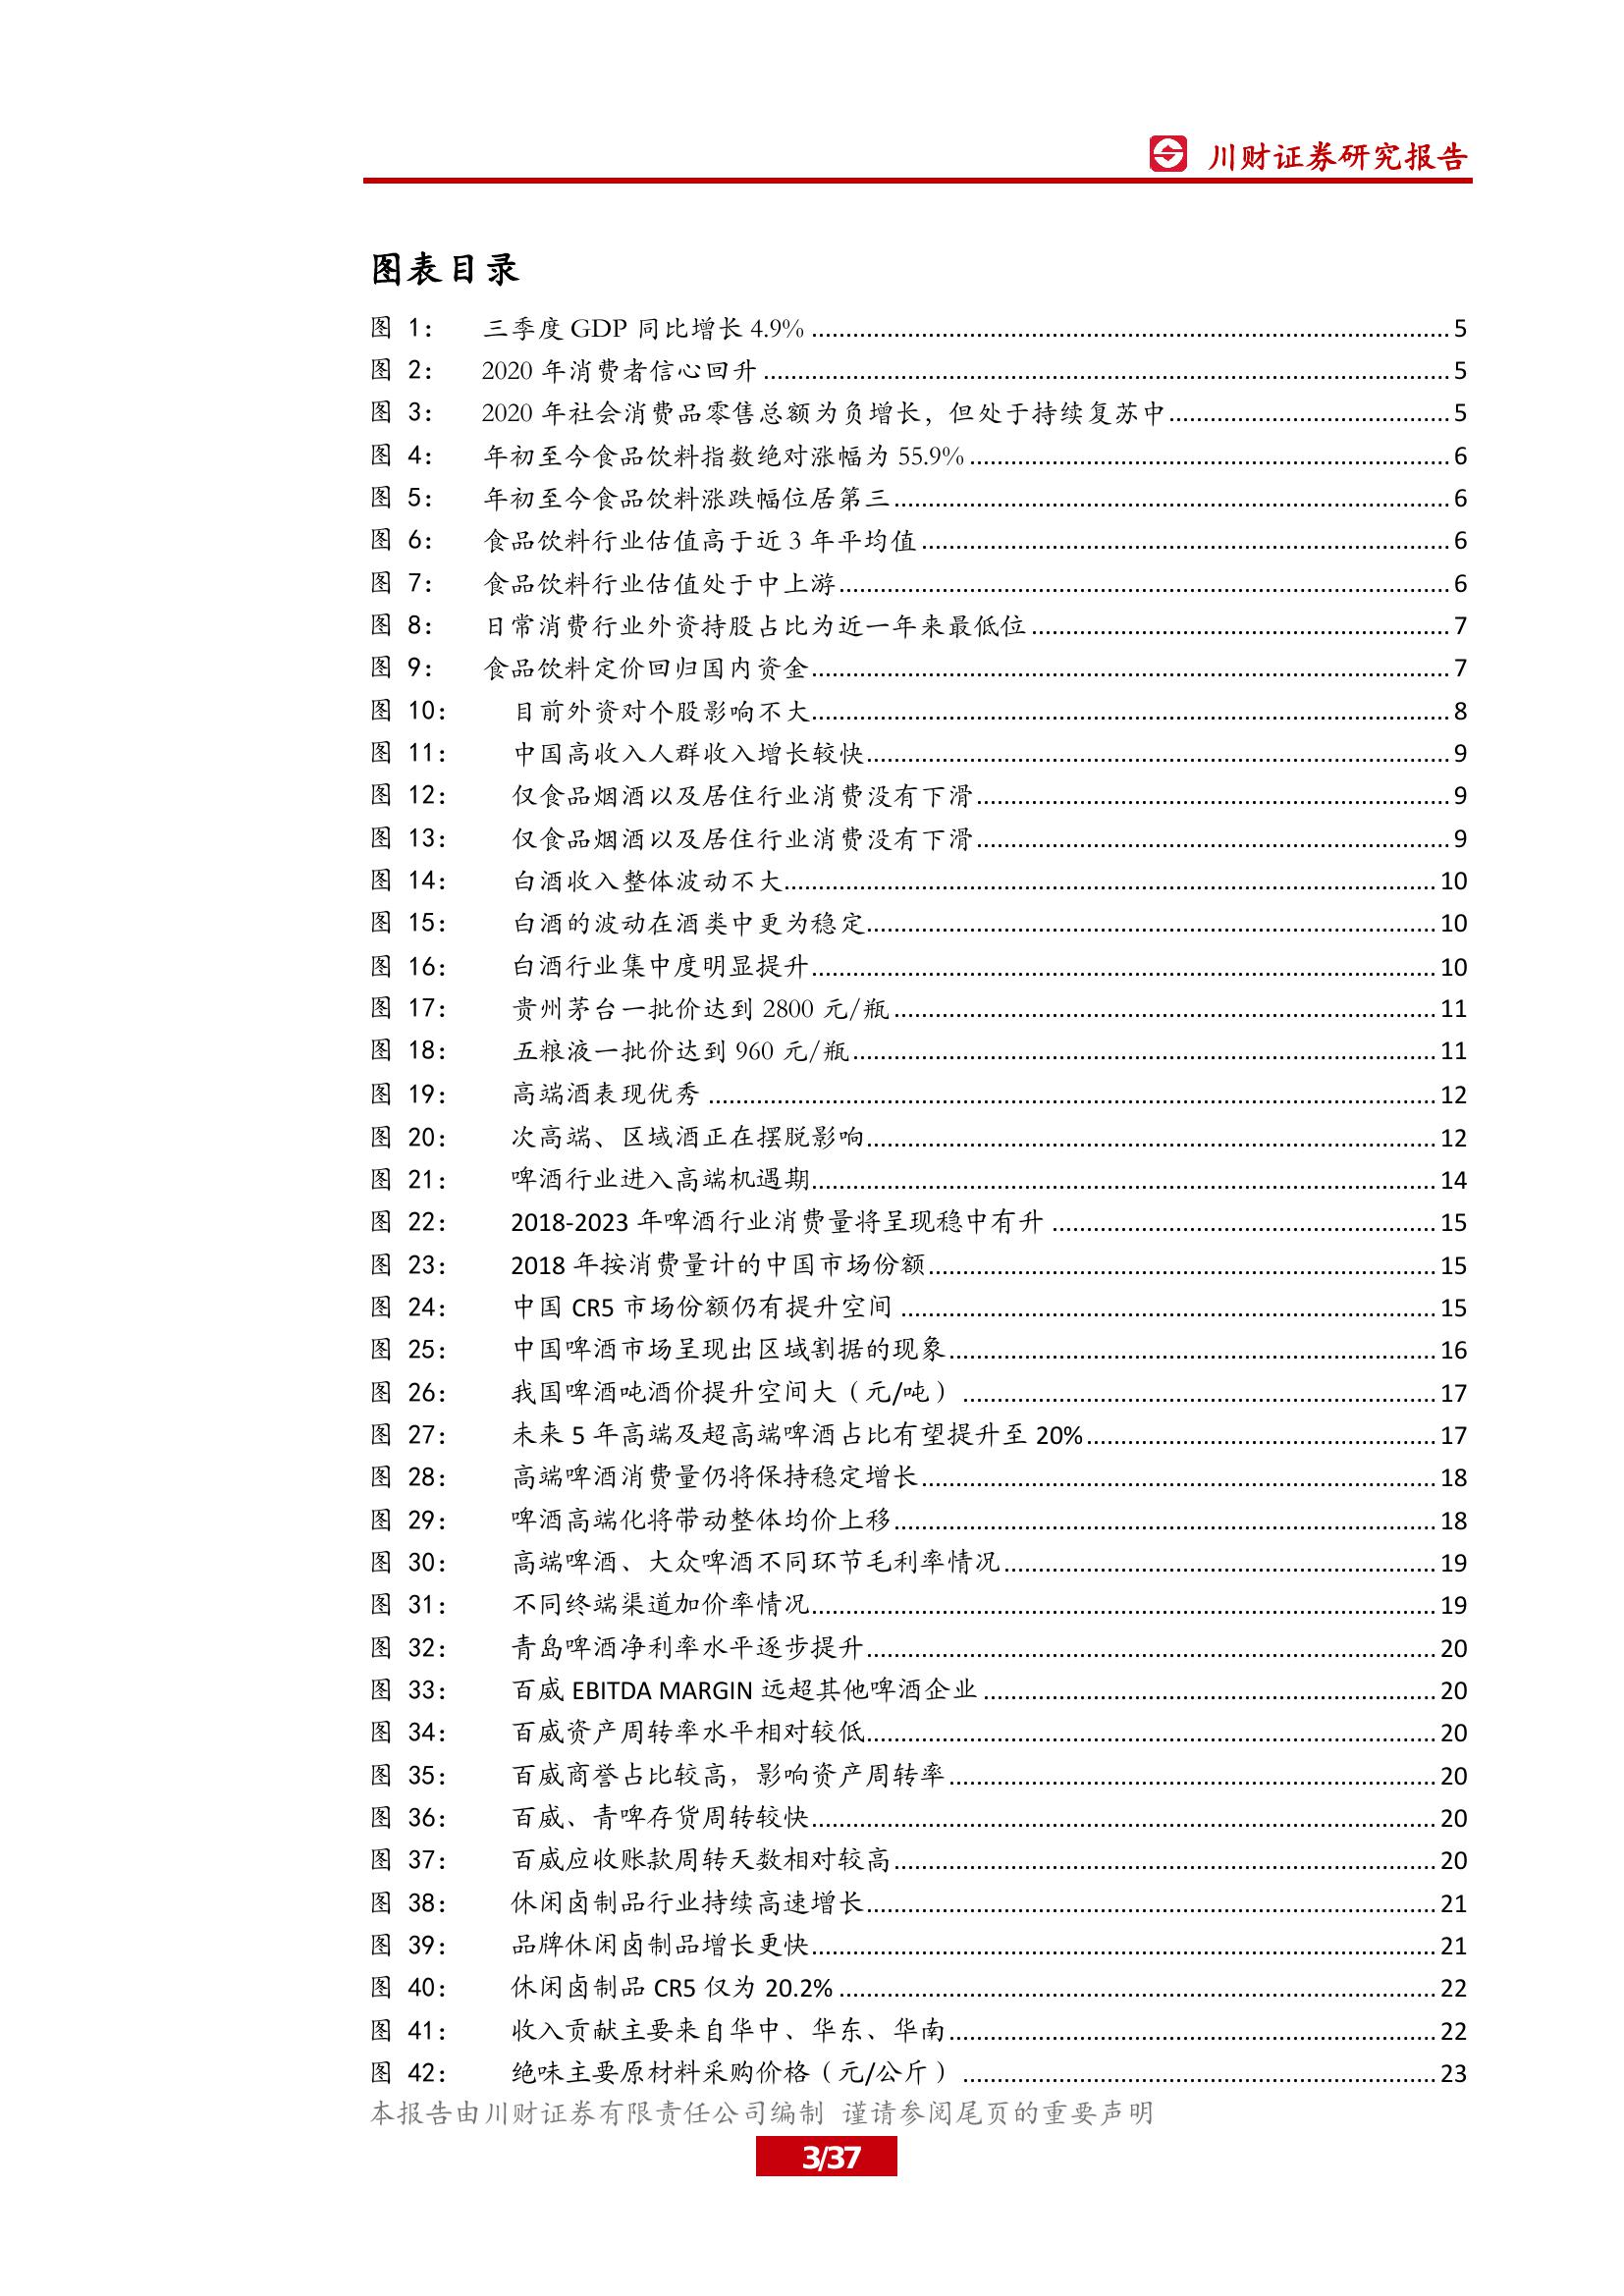 川财证券研究报告
图表目录
图 1： 三季度 GDP 同比增长 4.9% 5
图 2： 2020 年消费者信心回升 5
图 3： 2020 年社会消费品零售总额为负增长，但处于持续复苏中 5
图 4： 年初至今食品饮料指数绝对涨幅为 55.9% 6
图 5： 年初至今食品饮料涨跌幅位居第三 6
图 6： 食品饮料行业估值高于近 3 年平均值 6
图 7： 食品饮料行业估值处于中上游 6
图 8： 日常消费行业外资持股占比为近一年来最低位 7
图 9： 食品饮料定价回归国内资金 7
图 10： 目前外资对个股影响不大 8
图 11： 中国高收入人群收入增长较快 9
图 12： 仅食品烟酒以及居住行业消费没有下滑 9
图 13： 仅食品烟酒以及居住行业消费没有下滑 9
图 14： 白酒收入整体波动不大 10
图 15： 白酒的波动在酒类中更为稳定 10
图 16： 白酒行业集中度明显提升 10
图 17： 贵州茅台一批价达到 2800 元/瓶 11
图 18： 五粮液一批价达到 960 元/瓶 11
图 19： 高端酒表现优秀 12
图 20： 次高端、区域酒正在摆脱影响 12
图 21： 啤酒行业进入高端机遇期 14
图 22： 2018-2023 年啤酒行业消费量将呈现稳中有升 15
图 23： 2018 年按消费量计的中国市场份额 15
图 24： 中国 CR5 市场份额仍有提升空间 15
图 25： 中国啤酒市场呈现出区域割据的现象 16
图 26： 我国啤酒吨酒价提升空间大（元/吨） 17
图 27： 未来 5 年高端及超高端啤酒占比有望提升至 20% 17
图 28： 高端啤酒消费量仍将保持稳定增长 18
图 29： 啤酒高端化将带动整体均价上移 18
图 30： 高端啤酒、大众啤酒不同环节毛利率情况 19
图 31： 不同终端渠道加价率情况 19
图 32： 青岛啤酒净利率水平逐步提升 20
图 33： 百威 EBITDA MARGIN 远超其他啤酒企业 20
图 34： 百威资产周转率水平相对较低 20
图 35： 百威商誉占比较高，影响资产周转率 20
图 36： 百威、青啤存货周转较快 20
图 37： 百威应收账款周转天数相对较高 20
图 38： 休闲卤制品行业持续高速增长 21
图 39： 品牌休闲卤制品增长更快 21
图 40： 休闲卤制品 CR5 仅为 20.2% 22
图 41： 收入贡献主要来自华中、华东、华南 22
图 42： 绝味主要原材料采购价格（元/公斤） 23
本报告由川财证券有限责任公司编制 谨请参阅尾页的重要声明
3/37